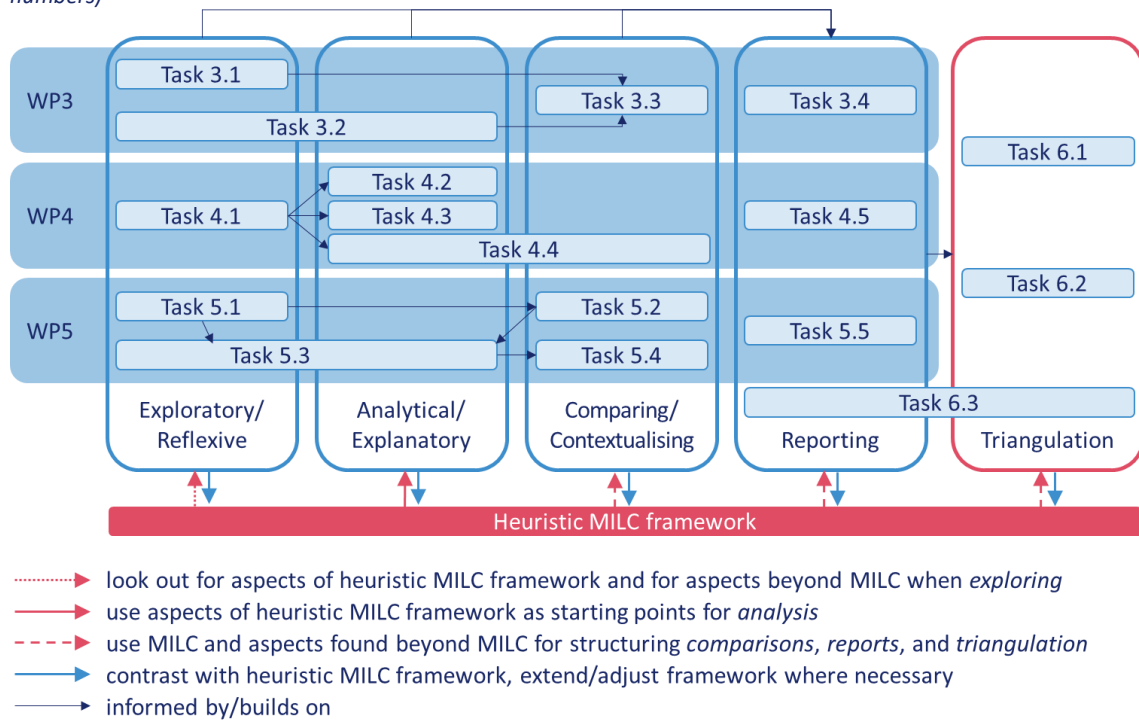 numbers)
WP3
Task 3.1
Task 3.2
Task 3.3
Task 3.4
Task 6.1
WP4
Task 4.1
Task 4.2
Task 4.3
Task 4.4
Task 4.5
Task 6.2
WP5
Task 5.1
Task 5.2
Task 5.3
Task 5.4
Task 5.5
Task 6.3
Exploratory/
Reflexive
Analytical/
Explanatory
Comparing/
Contextualising
Reporting
Triangulation
Heuristic MILC framework
look out for aspects of heuristic MILC framework and for aspects beyond MILC when exploring
use aspects of heuristic MILC framework as starting points for analysis
use MILC and aspects found beyond MILC for structuring comparisons, reports, and triangulation
contrast with heuristic MILC framework, extend/adjust framework where necessary
informed by/builds on